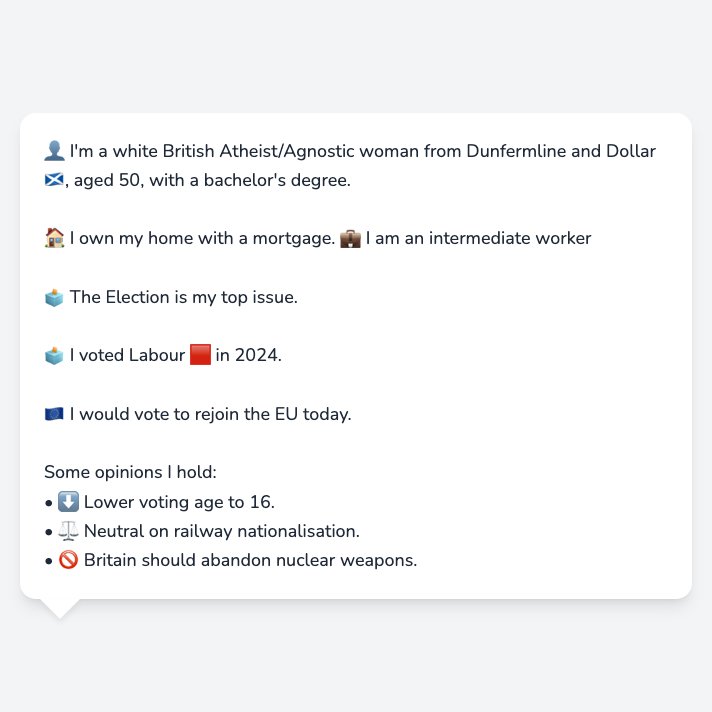 👤 I'm a white British Atheist/Agnostic woman from Dunfermline and Dollar
🏴󠁧󠁢󠁳󠁣󠁴󠁿, aged 50, with a bachelor's degree.
🏠 I own my home with a mortgage. 💼 I am an intermediate worker
🗳️ The Election is my top issue.
🗳️ I voted Labour 🟥 in 2024.
🇪🇺 I would vote to rejoin the EU today.
Some opinions I hold:
• ⬇️ Lower voting age to 16.
• ⚖️ Neutral on railway nationalisation.
• 🚫 Britain should abandon nuclear weapons.